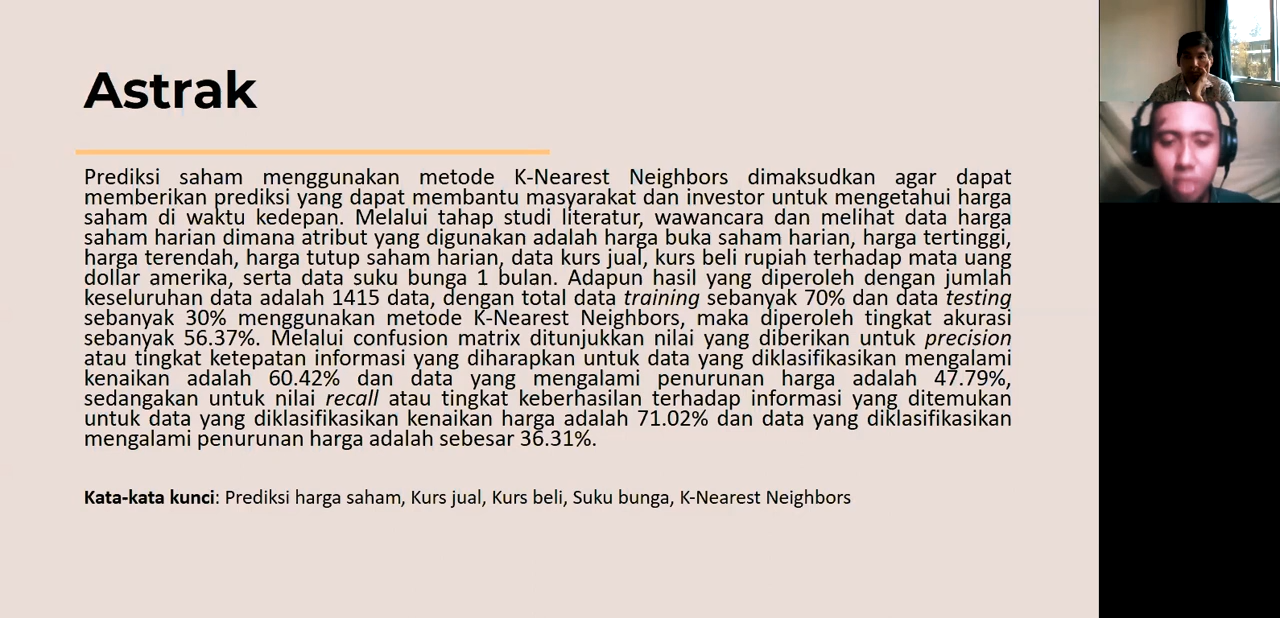 Astrak
Prediksi saham menggunakan metode K-Nearest Neighbors dimaksudkan agar dapat
memberikan prediksi yang dapat membantu masyarakat dan investor untuk mengetahui harga
saham di waktu kedepan. Melalui tahap studi literatur, wawancara dan melihat data harga
saham harian dimana atribut yang digunakan adalah harga buka saham harian, harga tertinggi,
harga terendah, harga tutup saham harian, data kurs jual, kurs beli rupiah terhadap mata uang
dollar amerika, serta data suku bunga 1 bulan. Adapun hasil yang diperoleh dengan jumlah
keseluruhan data adalah 1415 data, dengan total data training sebanyak 70% dan data testing
sebanyak 30% menggunakan metode K-Nearest Neighbors, maka diperoleh tingkat akurasi
sebanyak 56.37%. Melalui confusion matrix ditunjukkan nilai yang diberikan untuk precision
atau tingkat ketepatan informasi yang diharapkan untuk data yang diklasifikasikan mengalami
kenaikan adalah 60.42% dan data yang mengalami penurunan harga adalah 47.79%,
sedangakan untuk nilai recall atau tingkat keberhasilan terhadap informasi yang ditemukan
untuk data yang diklasifikasikan kenaikan harga adalah 71.02% dan data yang diklasifikasikan
mengalami penurunan harga adalah sebesar 36.31%.
Kata-kata kunci: Prediksi harga saham, Kurs jual, Kurs beli, Suku bunga, K-Nearest Neighbors